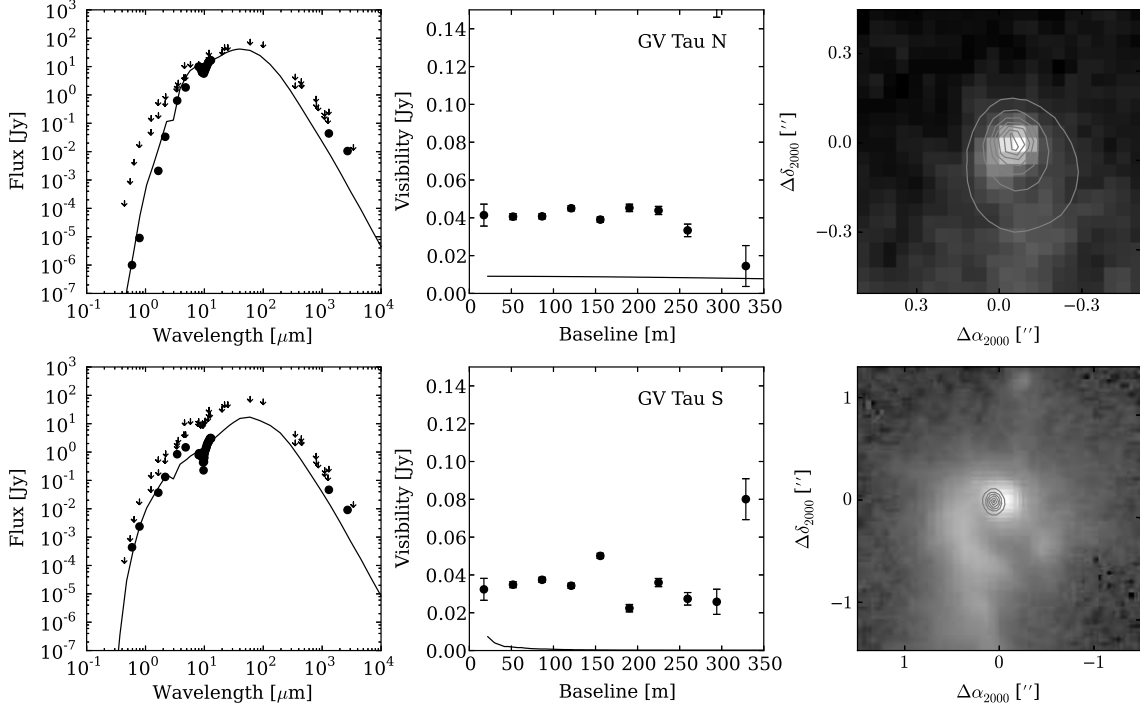 10^3
10^2
10^1
10^0
10^-1
10^-2
10^-3
10^-4
10^-5
10^-6
10^-7
Flux [Jy]
10^-1 10^0 10^1 10^2 10^3 10^4
Wavelength [μm]
GV Tau N
0.14
0.12
0.10
0.08
0.06
0.04
0.02
0.00
Visibility [Jy]
0 50 100 150 200 250 300 350
Baseline [m]
0.3
0.0
−0.3
Δδ2000 [′′]
0.3 0.0 −0.3
Δα2000 [′′]
10^3
10^2
10^1
10^0
10^-1
10^-2
10^-3
10^-4
10^-5
10^-6
10^-7
Flux [Jy]
10^-1 10^0 10^1 10^2 10^3 10^4
Wavelength [μm]
GV Tau S
0.14
0.12
0.10
0.08
0.06
0.04
0.02
0.00
Visibility [Jy]
0 50 100 150 200 250 300 350
Baseline [m]
1
0
−1
Δδ2000 [′′]
1 0 −1
Δα2000 [′′]